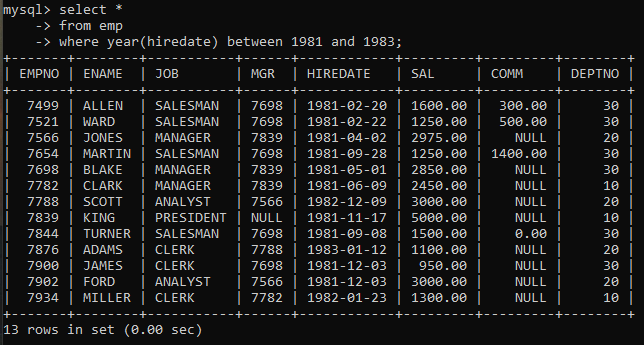 mysql> select *
    -> from emp
    -> where year(hiredate) between 1981 and 1983;
+-------+--------+-----------+------+------------+---------+---------+--------+
| EMPNO | ENAME  | JOB       | MGR  | HIREDATE   | SAL     | COMM    | DEPTNO |
+-------+--------+-----------+------+------------+---------+---------+--------+
|  7499 | ALLEN  | SALESMAN  | 7698 | 1981-02-20 | 1600.00 |  300.00 |     30 |
|  7521 | WARD   | SALESMAN  | 7698 | 1981-02-22 | 1250.00 |  500.00 |     30 |
|  7566 | JONES  | MANAGER   | 7839 | 1981-04-02 | 2975.00 |    NULL |     20 |
|  7654 | MARTIN | SALESMAN  | 7698 | 1981-09-28 | 1250.00 | 1400.00 |     30 |
|  7698 | BLAKE  | MANAGER   | 7839 | 1981-05-01 | 2850.00 |    NULL |     30 |
|  7782 | CLARK  | MANAGER   | 7839 | 1981-06-09 | 2450.00 |    NULL |     10 |
|  7788 | SCOTT  | ANALYST   | 7566 | 1982-12-09 | 3000.00 |    NULL |     20 |
|  7839 | KING   | PRESIDENT | NULL | 1981-11-17 | 5000.00 |    NULL |     10 |
|  7844 | TURNER | SALESMAN  | 7698 | 1981-09-08 | 1500.00 |    0.00 |     30 |
|  7876 | ADAMS  | CLERK     | 7788 | 1983-01-12 | 1100.00 |    NULL |     20 |
|  7900 | JAMES  | CLERK     | 7698 | 1981-12-03 |  950.00 |    NULL |     30 |
|  7902 | FORD   | ANALYST   | 7566 | 1981-12-03 | 3000.00 |    NULL |     20 |
|  7934 | MILLER | CLERK     | 7782 | 1982-01-23 | 1300.00 |    NULL |     10 |
+-------+--------+-----------+------+------------+---------+---------+--------+
13 rows in set (0.00 sec)